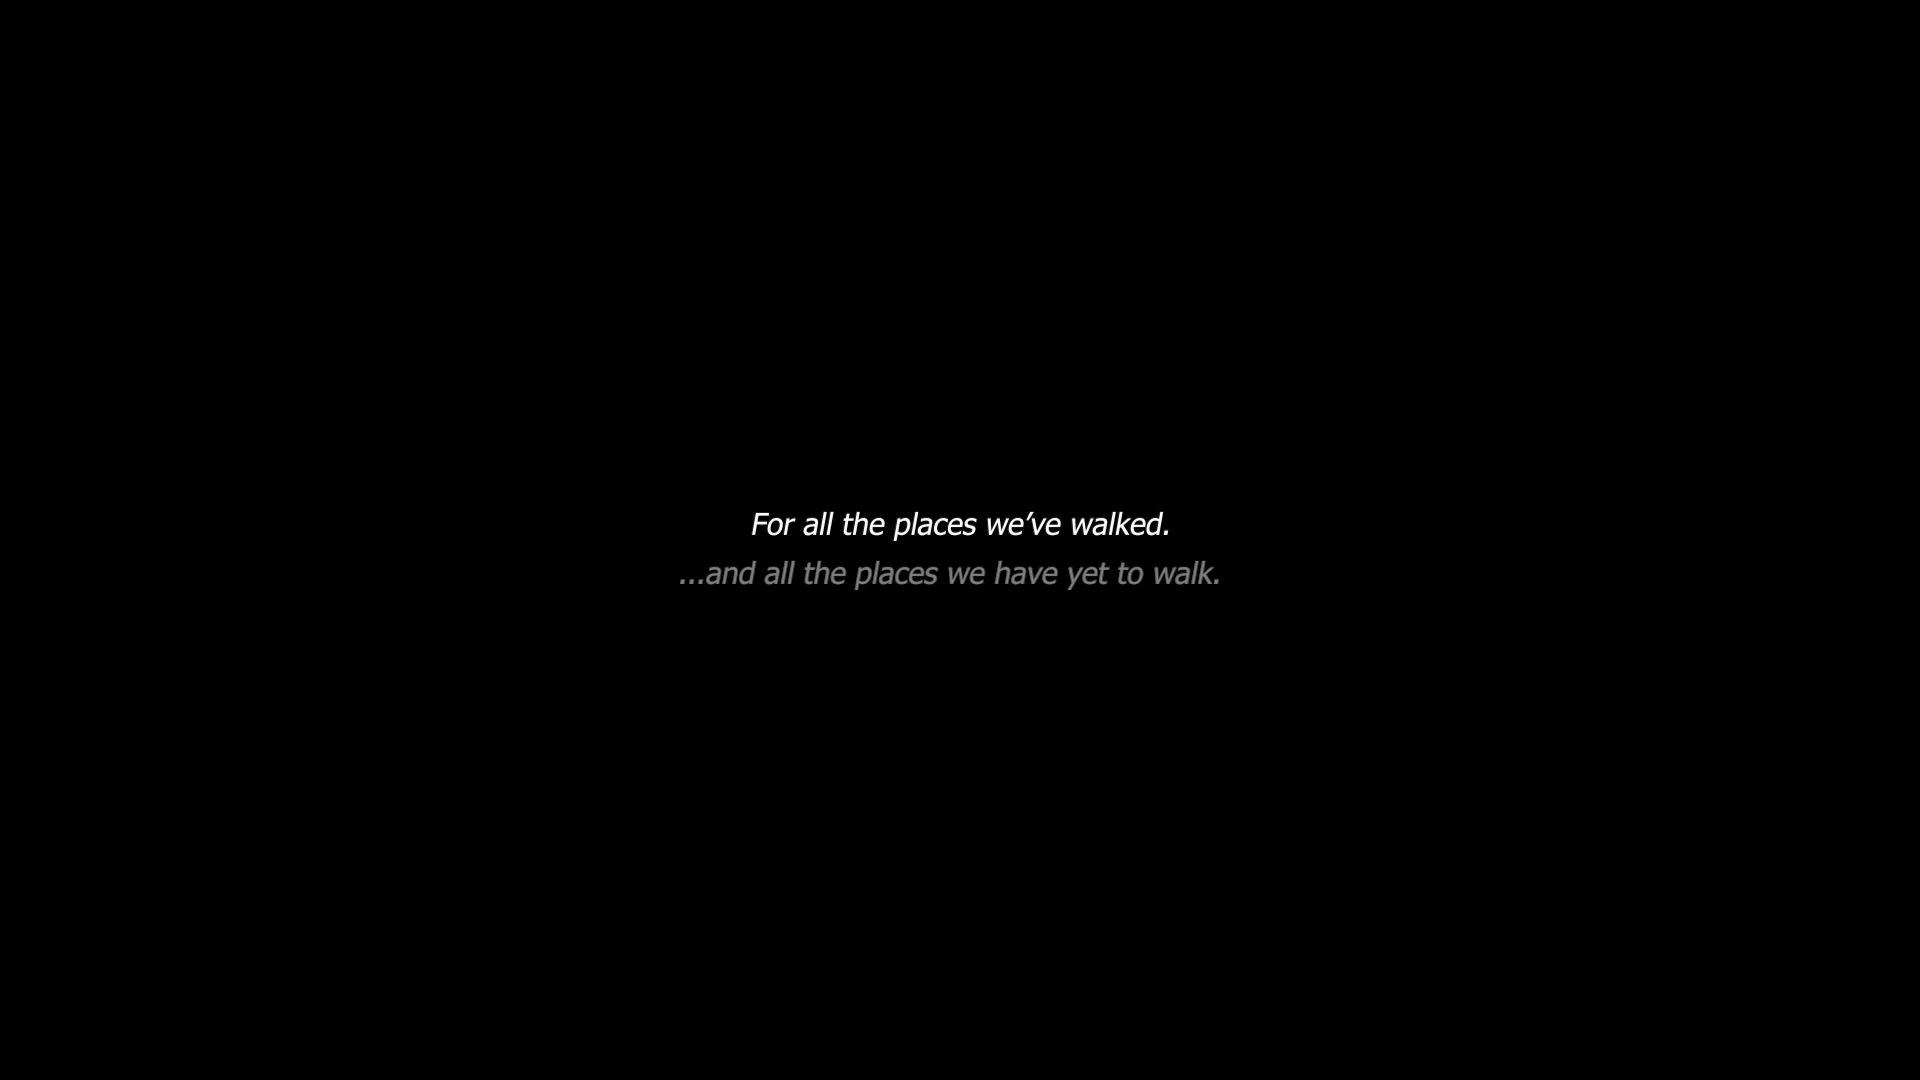 For all the places we’ve walked.
...and all the places we have yet to walk.